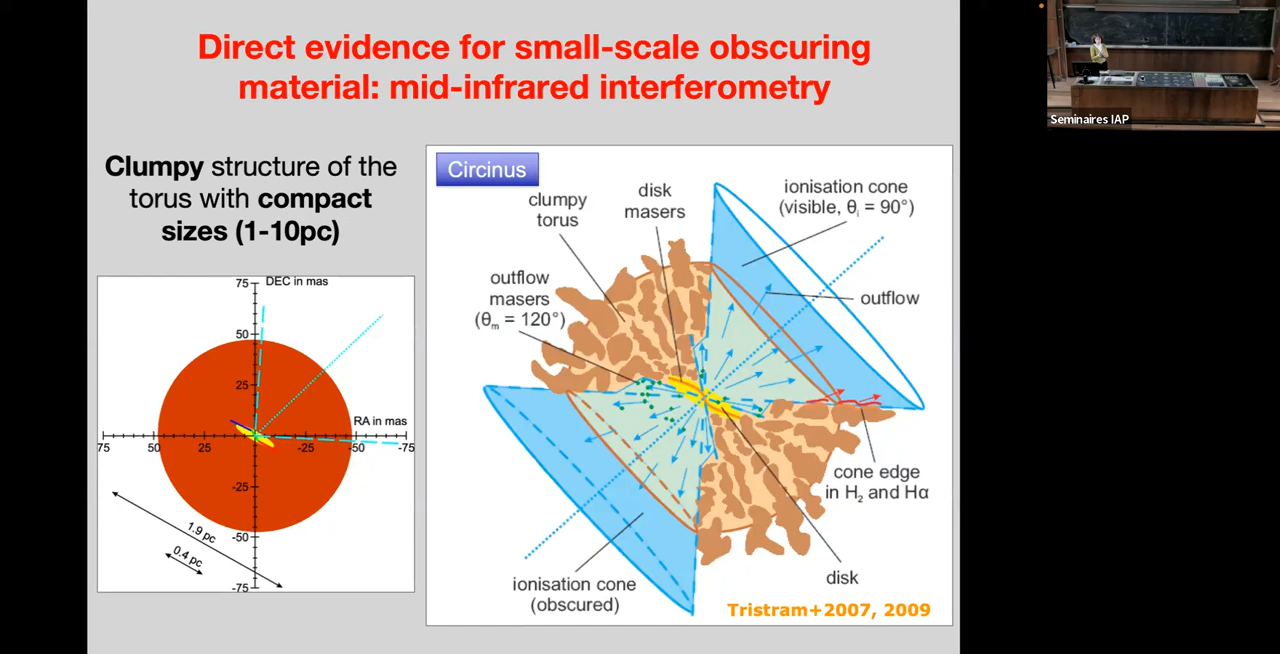 Direct evidence for small-scale obscuring
material: mid-infrared interferometry
Clumpy structure of the
torus with compact
sizes (1-10pc)
75
DEC in mas
50
25
RA in mas
75
50
25
-25
-50
-75
-25
-50
-75
1.9 pc
0.4 pc
Circinus
clumpy
torus
disk
masers
ionisation cone
(visible, θi = 90°)
outflow
masers
(θm = 120°)
outflow
cone edge
in H2 and Hα
disk
ionisation cone
(obscured)
Tristram+2007, 2009
Seminaires IAP